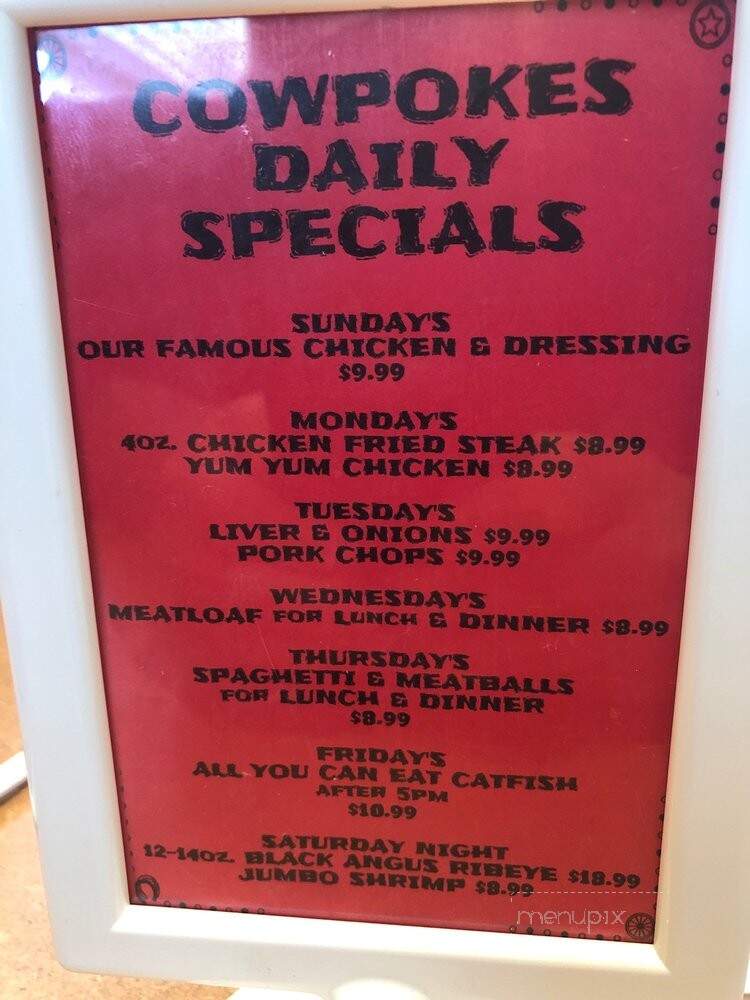 COWPOKES
DAILY
SPECIALS
SUNDAY'S
OUR FAMOUS CHICKEN & DRESSING
$9.99
MONDAY'S
4OZ. CHICKEN FRIED STEAK $8.99
YUM YUM CHICKEN $8.99
TUESDAY'S
LIVER & ONIONS $9.99
PORK CHOPS $9.99
WEDNESDAY'S
MEATLOAF FOR LUNCH & DINNER $8.99
THURSDAY'S
SPAGHETTI & MEATBALLS
FOR LUNCH & DINNER
$8.99
FRIDAY'S
ALL YOU CAN EAT CATFISH
AFTER 5PM
$10.99
SATURDAY NIGHT
12-14OZ. BLACK ANGUS RIBEYE $18.99
JUMBO SHRIMP $8.99
menupix